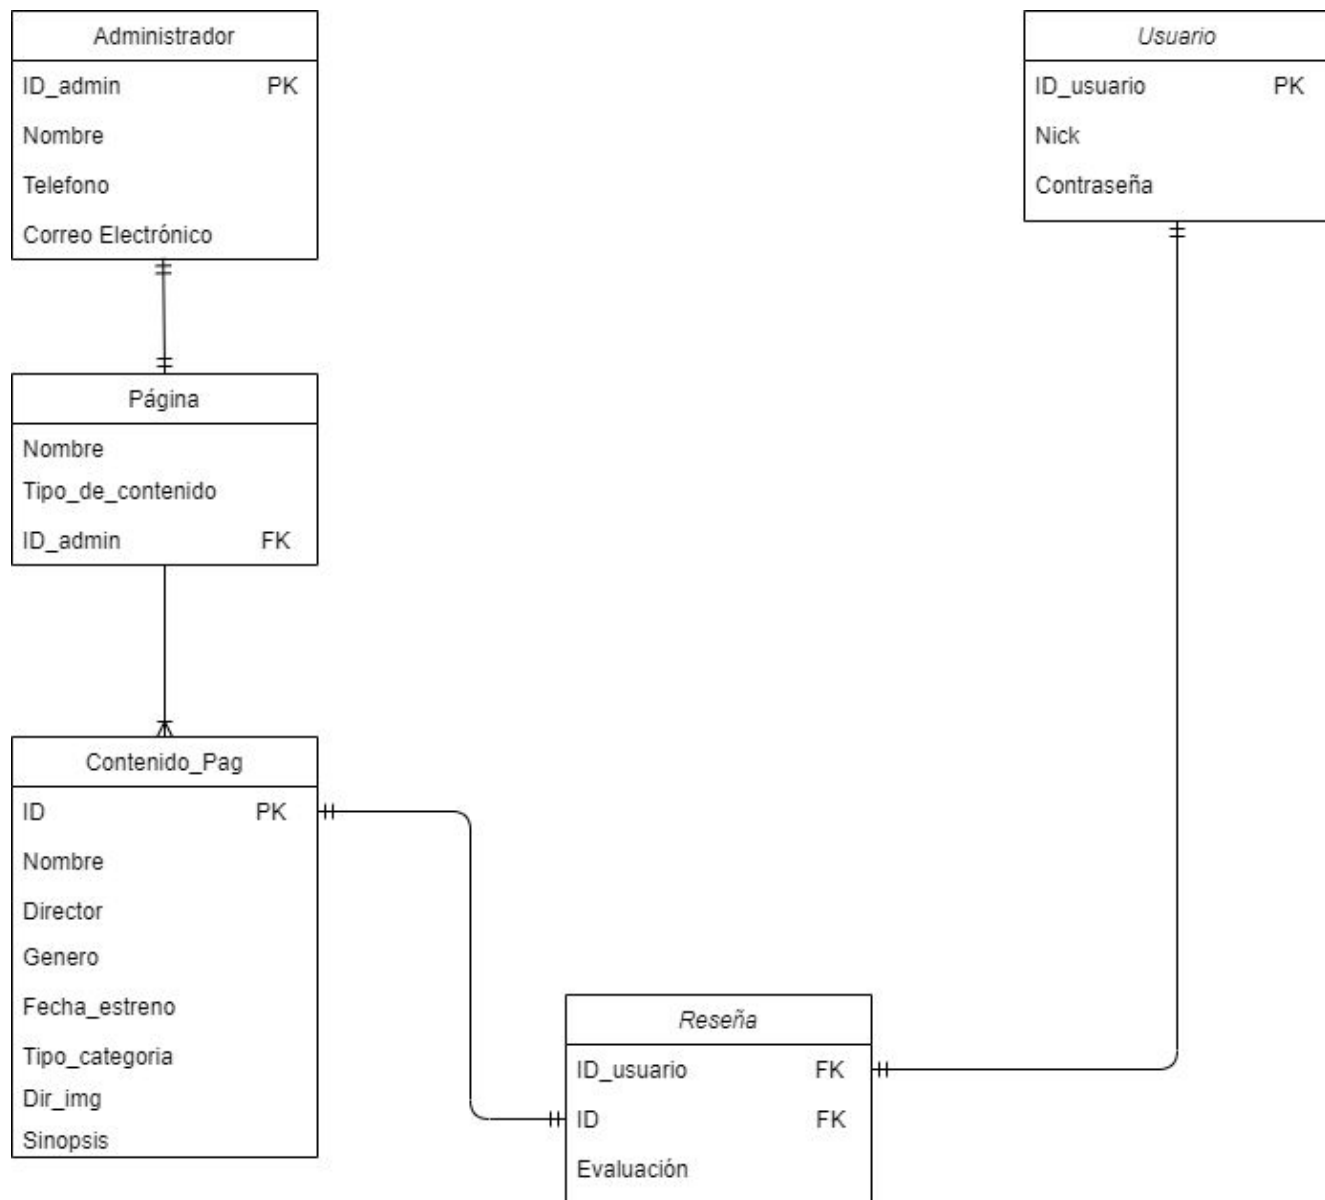 Administrador
ID_admin PK
Nombre
Telefono
Correo Electrónico
Usuario
ID_usuario PK
Nick
Contraseña
Página
Nombre
Tipo_de_contenido
ID_admin FK
Contenido_Pag
ID PK
Nombre
Director
Genero
Fecha_estreno
Tipo_categoria
Dir_img
Sinopsis
Reseña
ID_usuario FK
ID FK
Evaluación